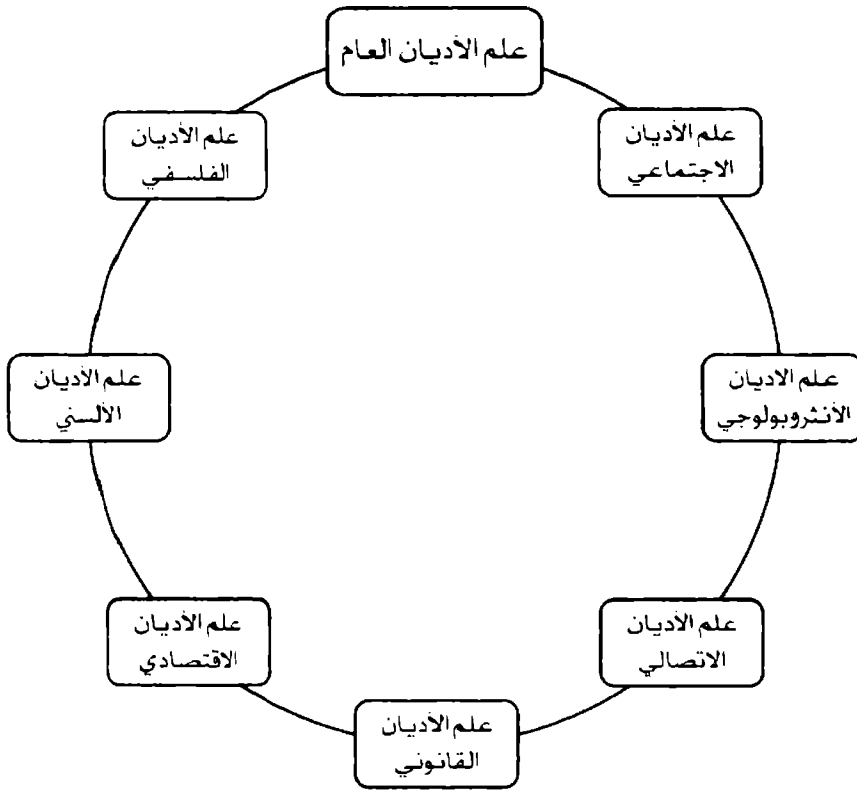 علم الأديان العام
علم الأديان
الاجتماعي
علم الأديان
الفلسفي
علم الاديان
الأنثروبولوجي
علم الأديان
الألسني
علم الأديان
الاتصالي
علم الأديان
الاقتصادي
علم الأديان
القانوني